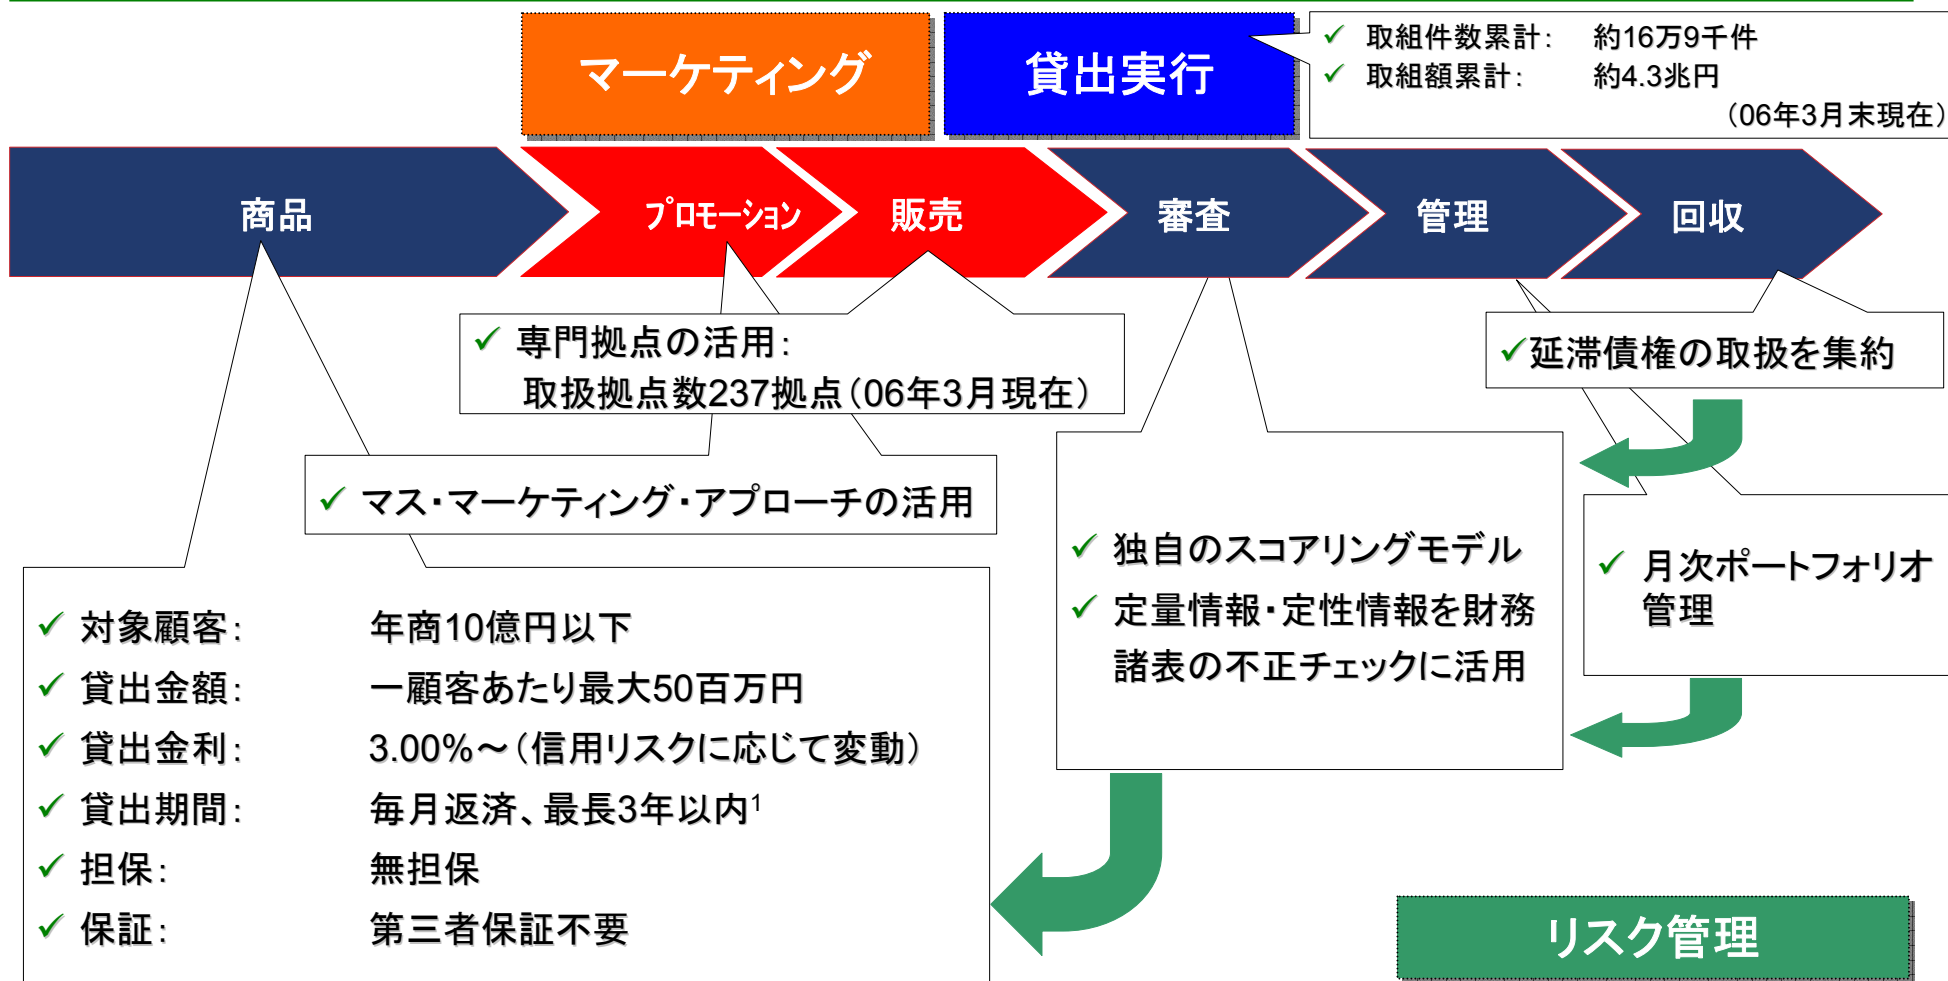 マーケティング
貸出実行
取組件数累計: 約16万9千件
取組額累計: 約4.3兆円
(06年3月末現在)
商品
プロモーション
販売
審査
管理
回収
専門拠点の活用:
取扱拠点数237拠点(06年3月現在)
延滞債権の取扱を集約
マス・マーケティング・アプローチの活用
独自のスコアリングモデル
定量情報・定性情報を財務
諸表の不正チェックに活用
月次ポートフォリオ
管理
対象顧客: 年商10億円以下
貸出金額: 一顧客あたり最大50百万円
貸出金利: 3.00%~(信用リスクに応じて変動)
貸出期間: 毎月返済、最長3年以内1
担保: 無担保
保証: 第三者保証不要
リスク管理